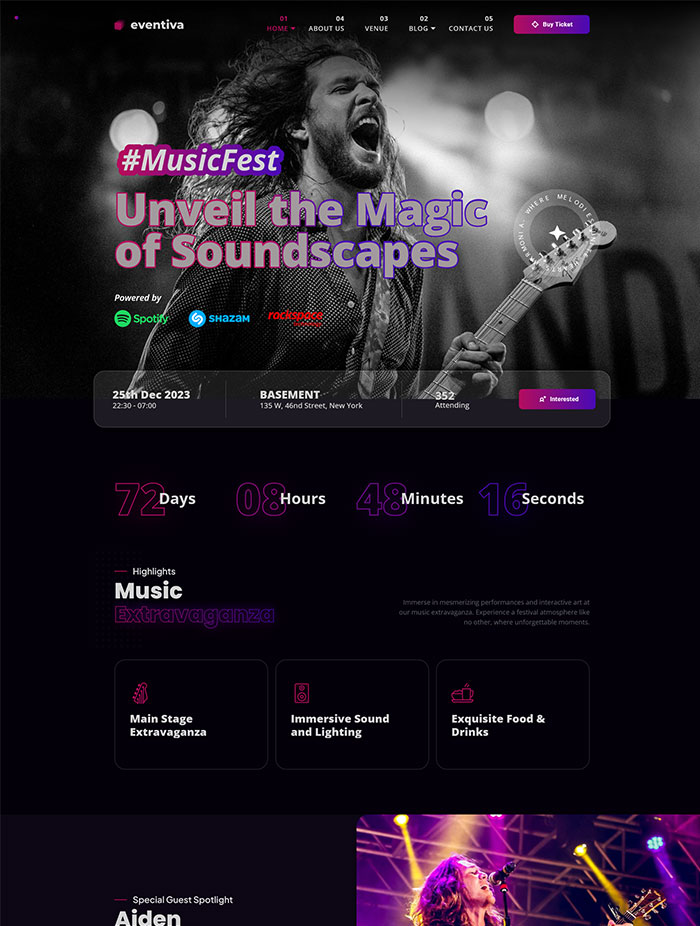 eventiva
01
HOME
04
ABOUT US
03
VENUE
02
BLOG
05
CONTACT US
Buy Ticket
#MusicFest
Unveil the Magic
of Soundscapes
Powered by
Spotify
SHAZAM
rockspace
25th Dec 2023
22:30 - 07:00
BASEMENT
135 W, 46nd Street, New York
352
Attending
Interested
72 Days
08 Hours
48 Minutes
16 Seconds
Highlights
Music
Extravaganza
Immerse in mesmerizing performances and interactive art at
our music extravaganza. Experience a festival atmosphere like
no other, where unforgettable moments.
Main Stage
Extravaganza
Immersive Sound
and Lighting
Exquisite Food &
Drinks
Special Guest Spotlight
Aiden